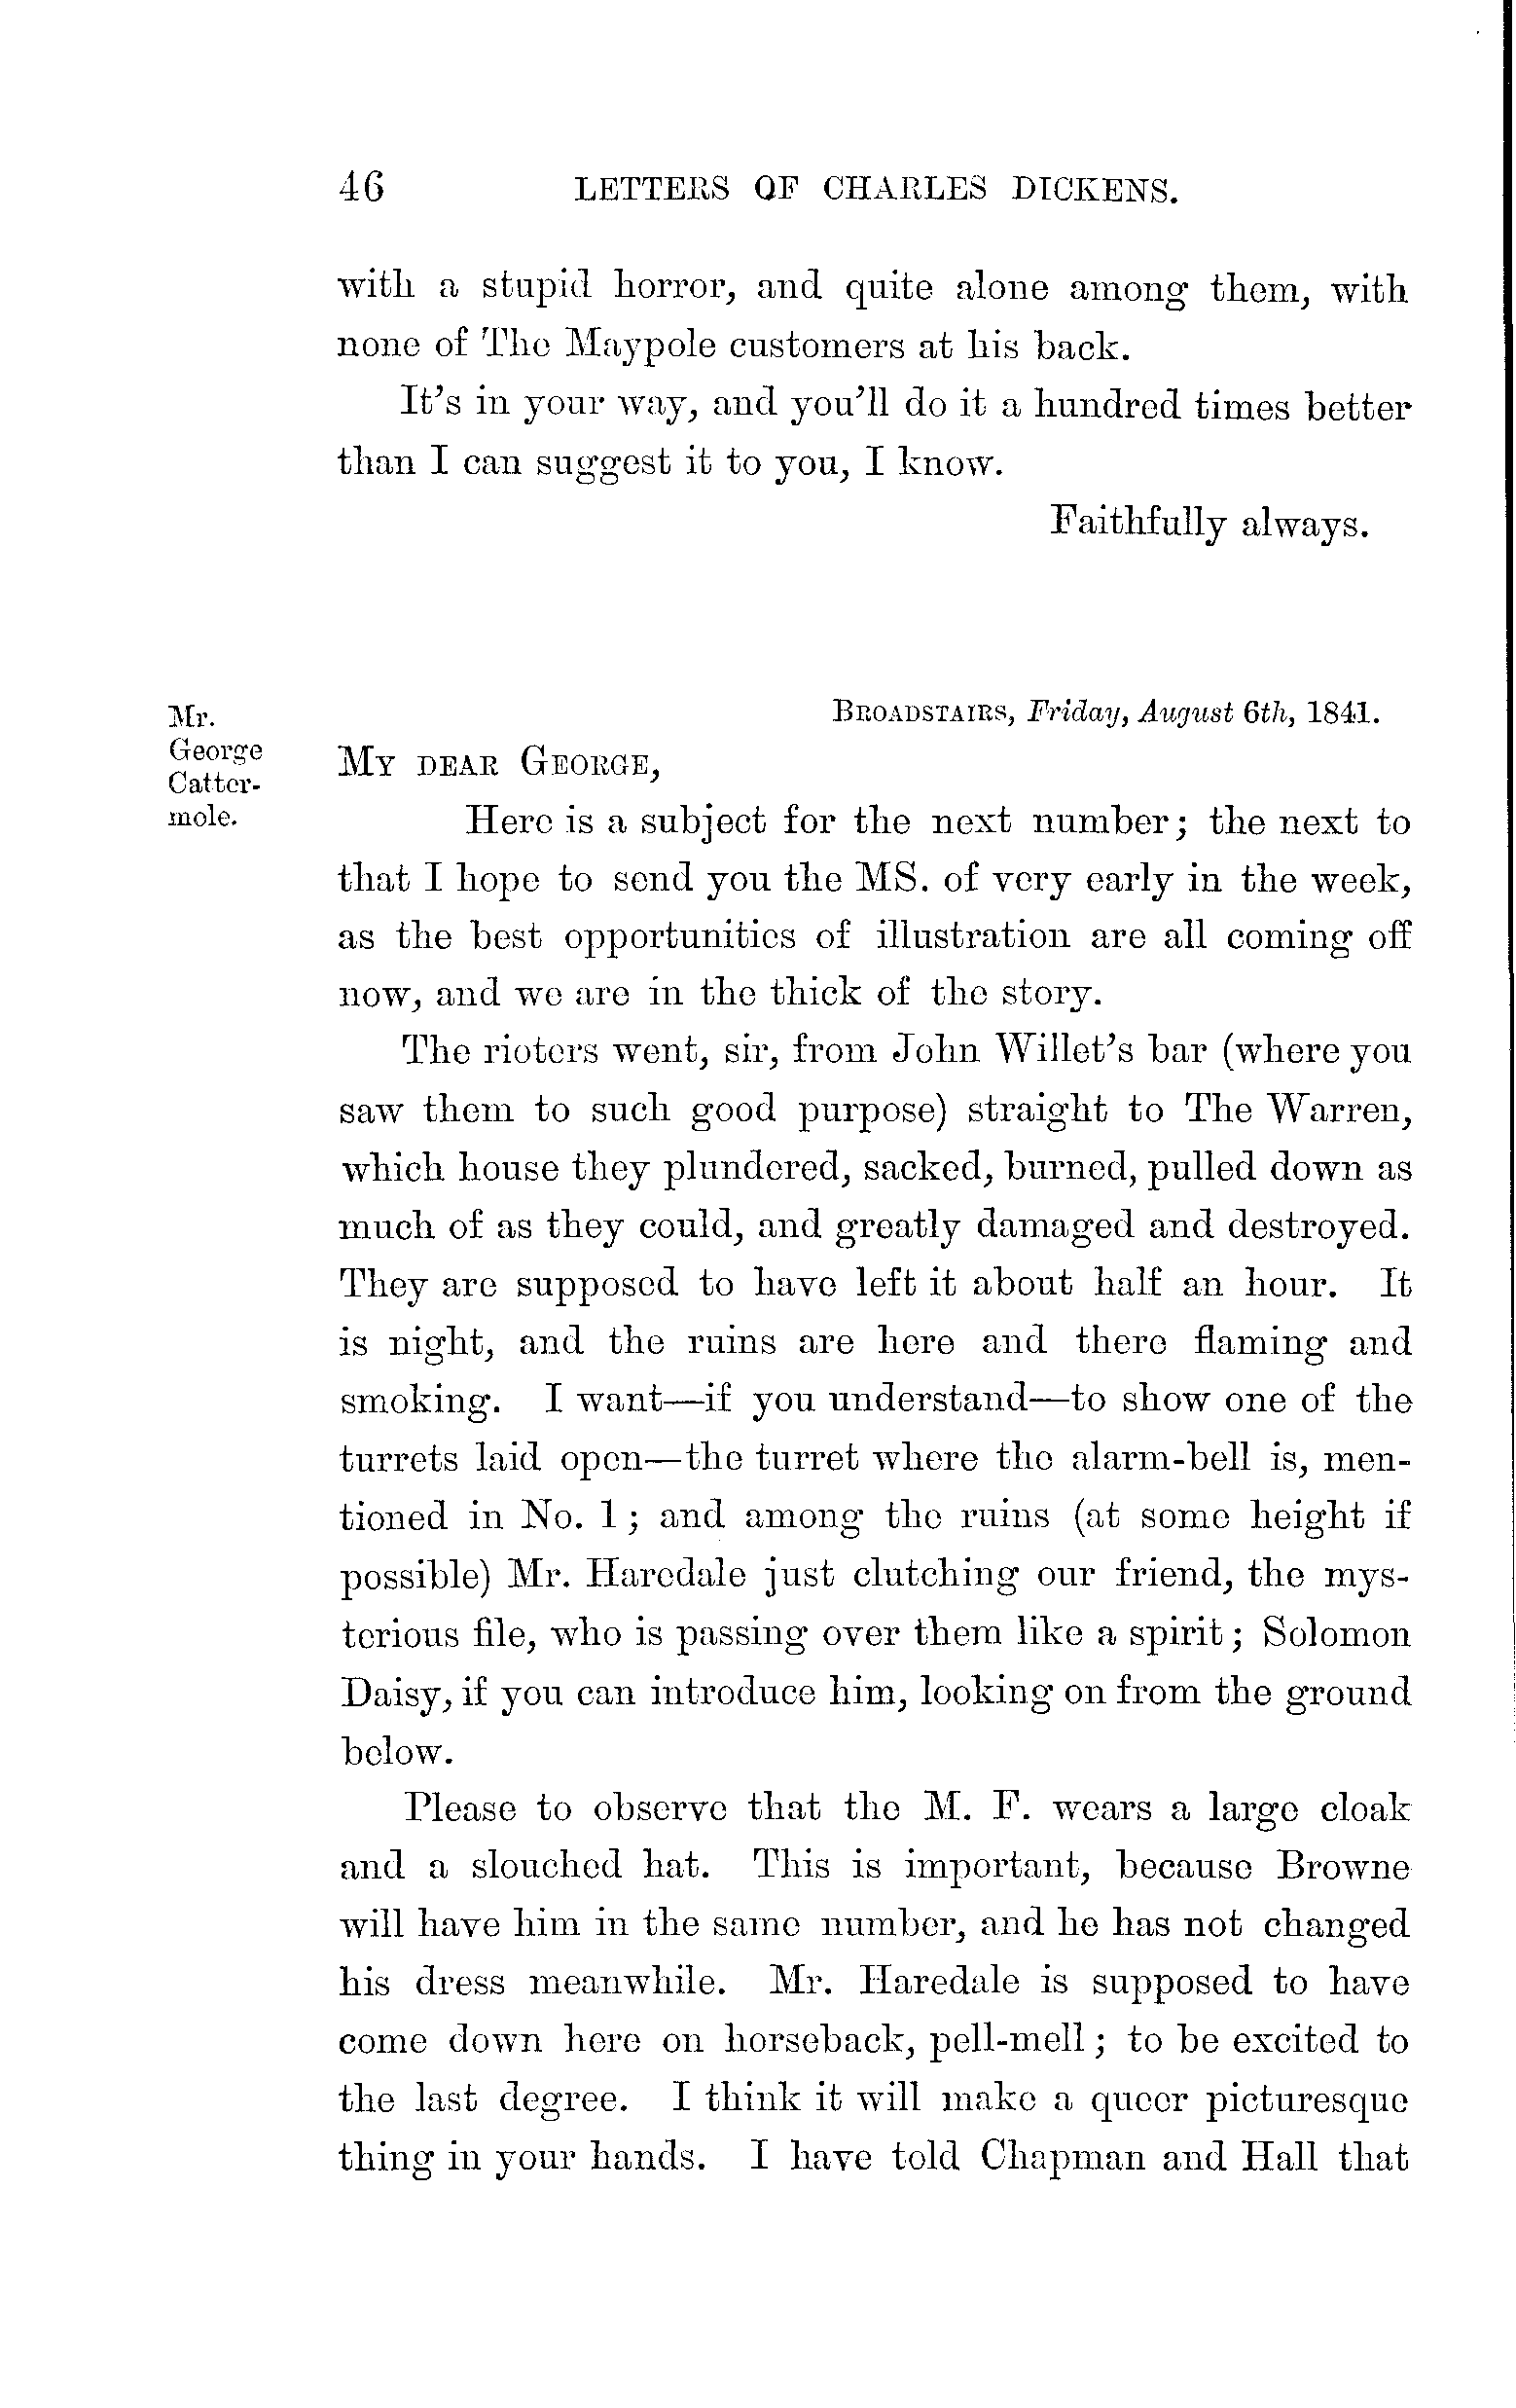 46 LETTERS OF CHARLES DICKENS.
with a stupid horror, and quite alone among them, with
none of The Maypole customers at his back.
It's in your way, and you'll do it a hundred times better
than I can suggest it to you, I know.
Faithfully always.
Mr.
George
Catter-
mole.
BROADSTAIRS, Friday, August 6th, 1841.
MY DEAR GEORGE,
Here is a subject for the next number; the next to
that I hope to send you the MS. of very early in the week,
as the best opportunities of illustration are all coming off
now, and we are in the thick of the story.
The rioters went, sir, from John Willet's bar (where you
saw them to such good purpose) straight to The Warren,
which house they plundered, sacked, burned, pulled down as
much of as they could, and greatly damaged and destroyed.
They are supposed to have left it about half an hour. It
is night, and the ruins are here and there flaming and
smoking. I want—if you understand—to show one of the
turrets laid open—the turret where the alarm-bell is, men-
tioned in No. 1; and among the ruins (at some height if
possible) Mr. Haredale just clutching our friend, the mys-
terious file, who is passing over them like a spirit; Solomon
Daisy, if you can introduce him, looking on from the ground
below.
Please to observe that the M. F. wears a large cloak
and a slouched hat. This is important, because Browne
will have him in the same number, and he has not changed
his dress meanwhile. Mr. Haredale is supposed to have
come down here on horseback, pell-mell; to be excited to
the last degree. I think it will make a queer picturesque
thing in your hands. I have told Chapman and Hall that